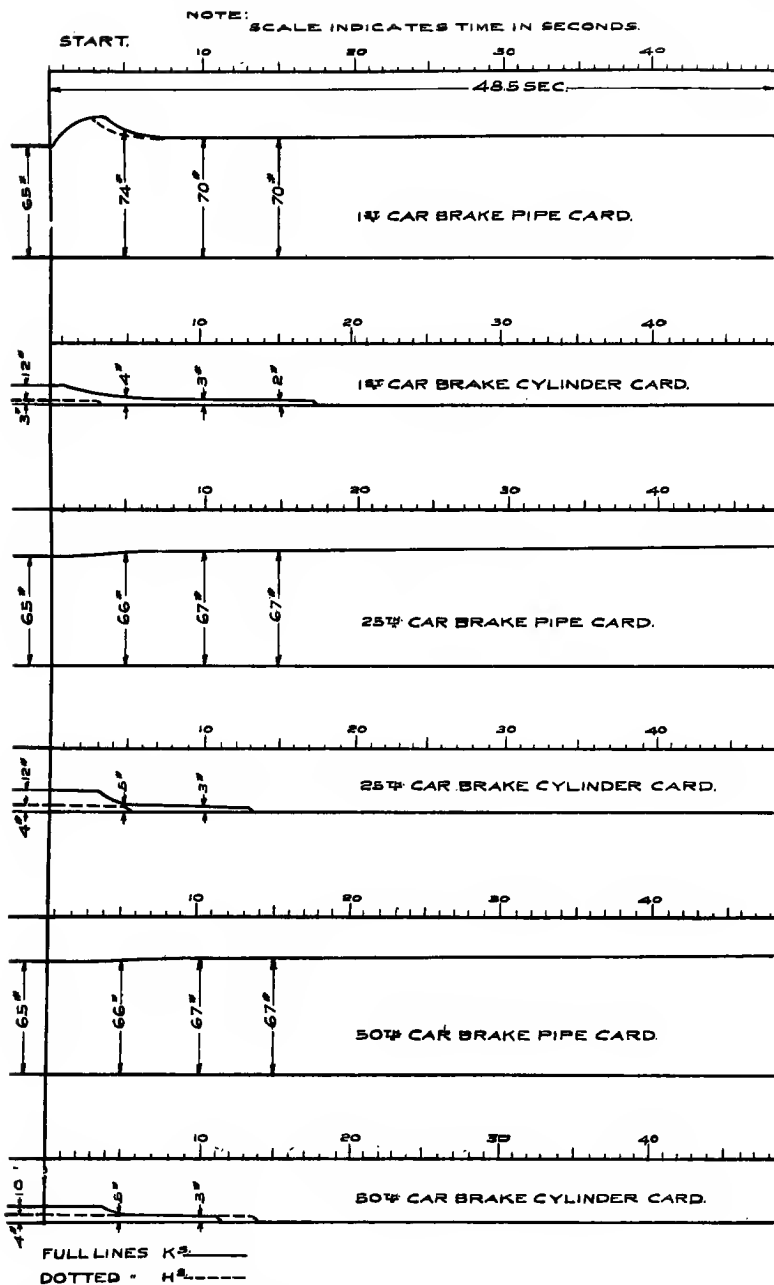 NOTE:
SCALE INDICATES TIME IN SECONDS.
START.
10 20 30 40
48.5 SEC.
65# 74# 70# 70#
1ST CAR BRAKE PIPE CARD.
10 20 30 40
3# 12# 4# 3# 2#
1ST CAR BRAKE CYLINDER CARD.
10 20 30 40
65# 66# 67# 67#
25TH CAR BRAKE PIPE CARD.
10 20 30 40
4# 12# 5# 3#
25TH CAR BRAKE CYLINDER CARD.
10 20 30 40
65# 66# 67# 67#
50TH CAR BRAKE PIPE CARD.
10 20 30 40
4# 10 3#
50TH CAR BRAKE CYLINDER CARD.
FULL LINES KS
DOTTED " HS